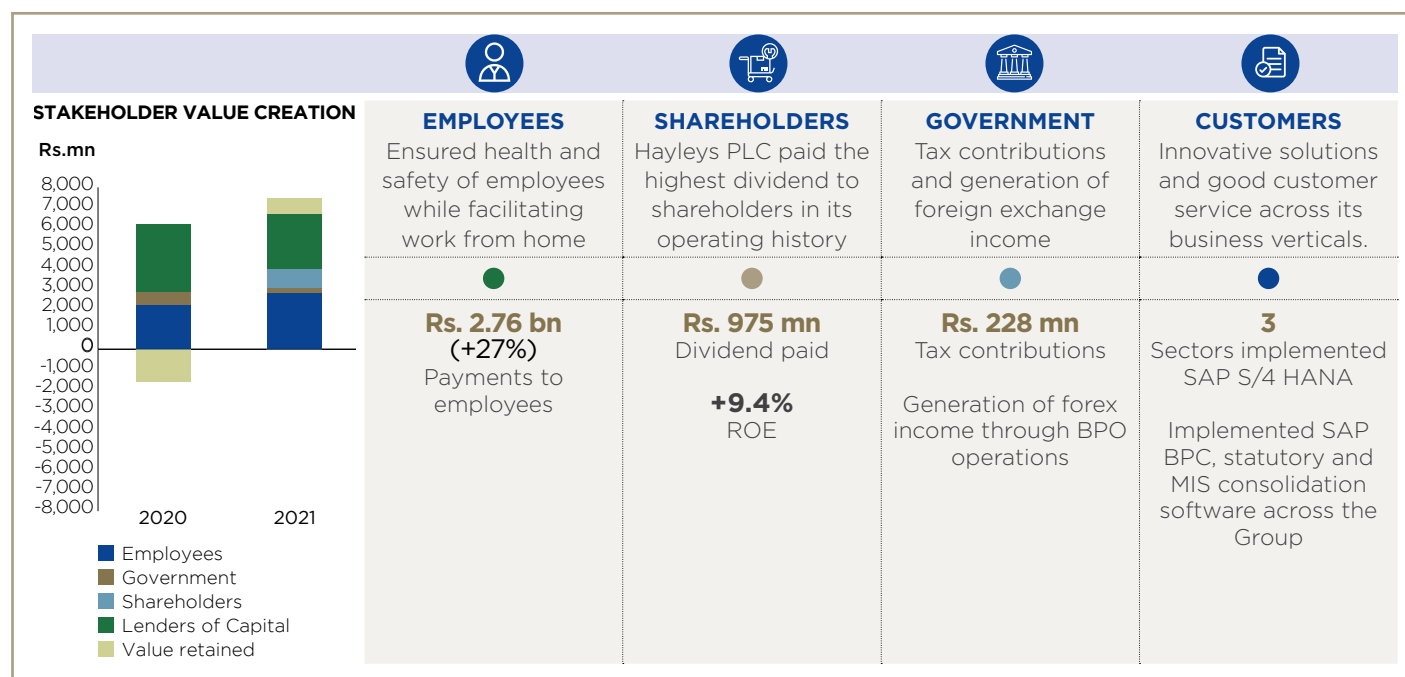 STAKEHOLDER VALUE CREATION
Rs.mn
8,000
7,000
6,000
5,000
4,000
3,000
2,000
1,000
0
-1,000
-2,000
-3,000
-4,000
-5,000
-6,000
-7,000
-8,000
2020
2021
Employees
Government
Shareholders
Lenders of Capital
Value retained
EMPLOYEES
Ensured health and
safety of employees
while facilitating
work from home
Rs. 2.76 bn
(+27%)
Payments to
employees
SHAREHOLDERS
Hayleys PLC paid the
highest dividend to
shareholders in its
operating history
Rs. 975 mn
Dividend paid
+9.4%
ROE
GOVERNMENT
Tax contributions
and generation of
foreign exchange
income
Rs. 228 mn
Tax contributions
Generation of forex
income through BPO
operations
CUSTOMERS
Innovative solutions
and good customer
service across its
business verticals.
3
Sectors implemented
SAP S/4 HANA
Implemented SAP
BPC, statutory and
MIS consolidation
software across the
Group